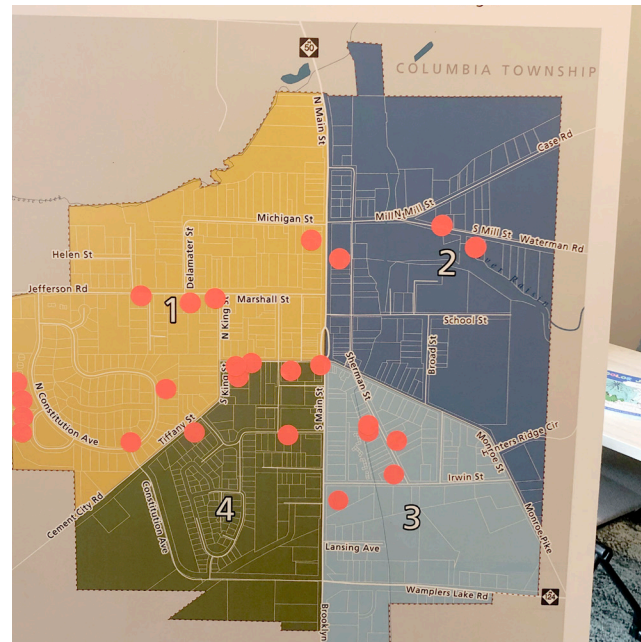 50
COLUMBIA TOWNSHIP
N Main St
Case Rd
Michigan St
Mill St
N Mill St
S Mill St
Waterman Rd
Helen St
Delamater St
2
Jefferson Rd
1
N King St
Marshall St
School St
Broad St
Sherman St
S King St
S Main St
N Constitution Ave
Tiffany St
Monroe St
Ridge Cir
Irwin St
Cement City Rd
Constitution Ave
4
3
Monroe Pike
Lansing Ave
Wamplers Lake Rd
124
Brooklyn